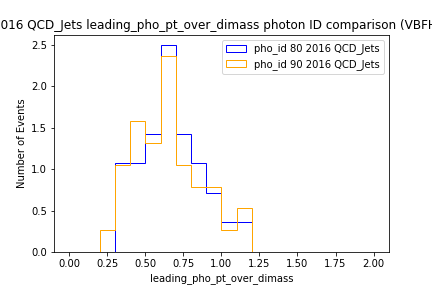 016 QCD_Jets leading_pho_pt_over_dimass photon ID comparison (VBFH
pho_id 80 2016 QCD_Jets
pho_id 90 2016 QCD_Jets
Number of Events
2.5
2.0
1.5
1.0
0.5
0.0
0.00 0.25 0.50 0.75 1.00 1.25 1.50 1.75 2.00
leading_pho_pt_over_dimass